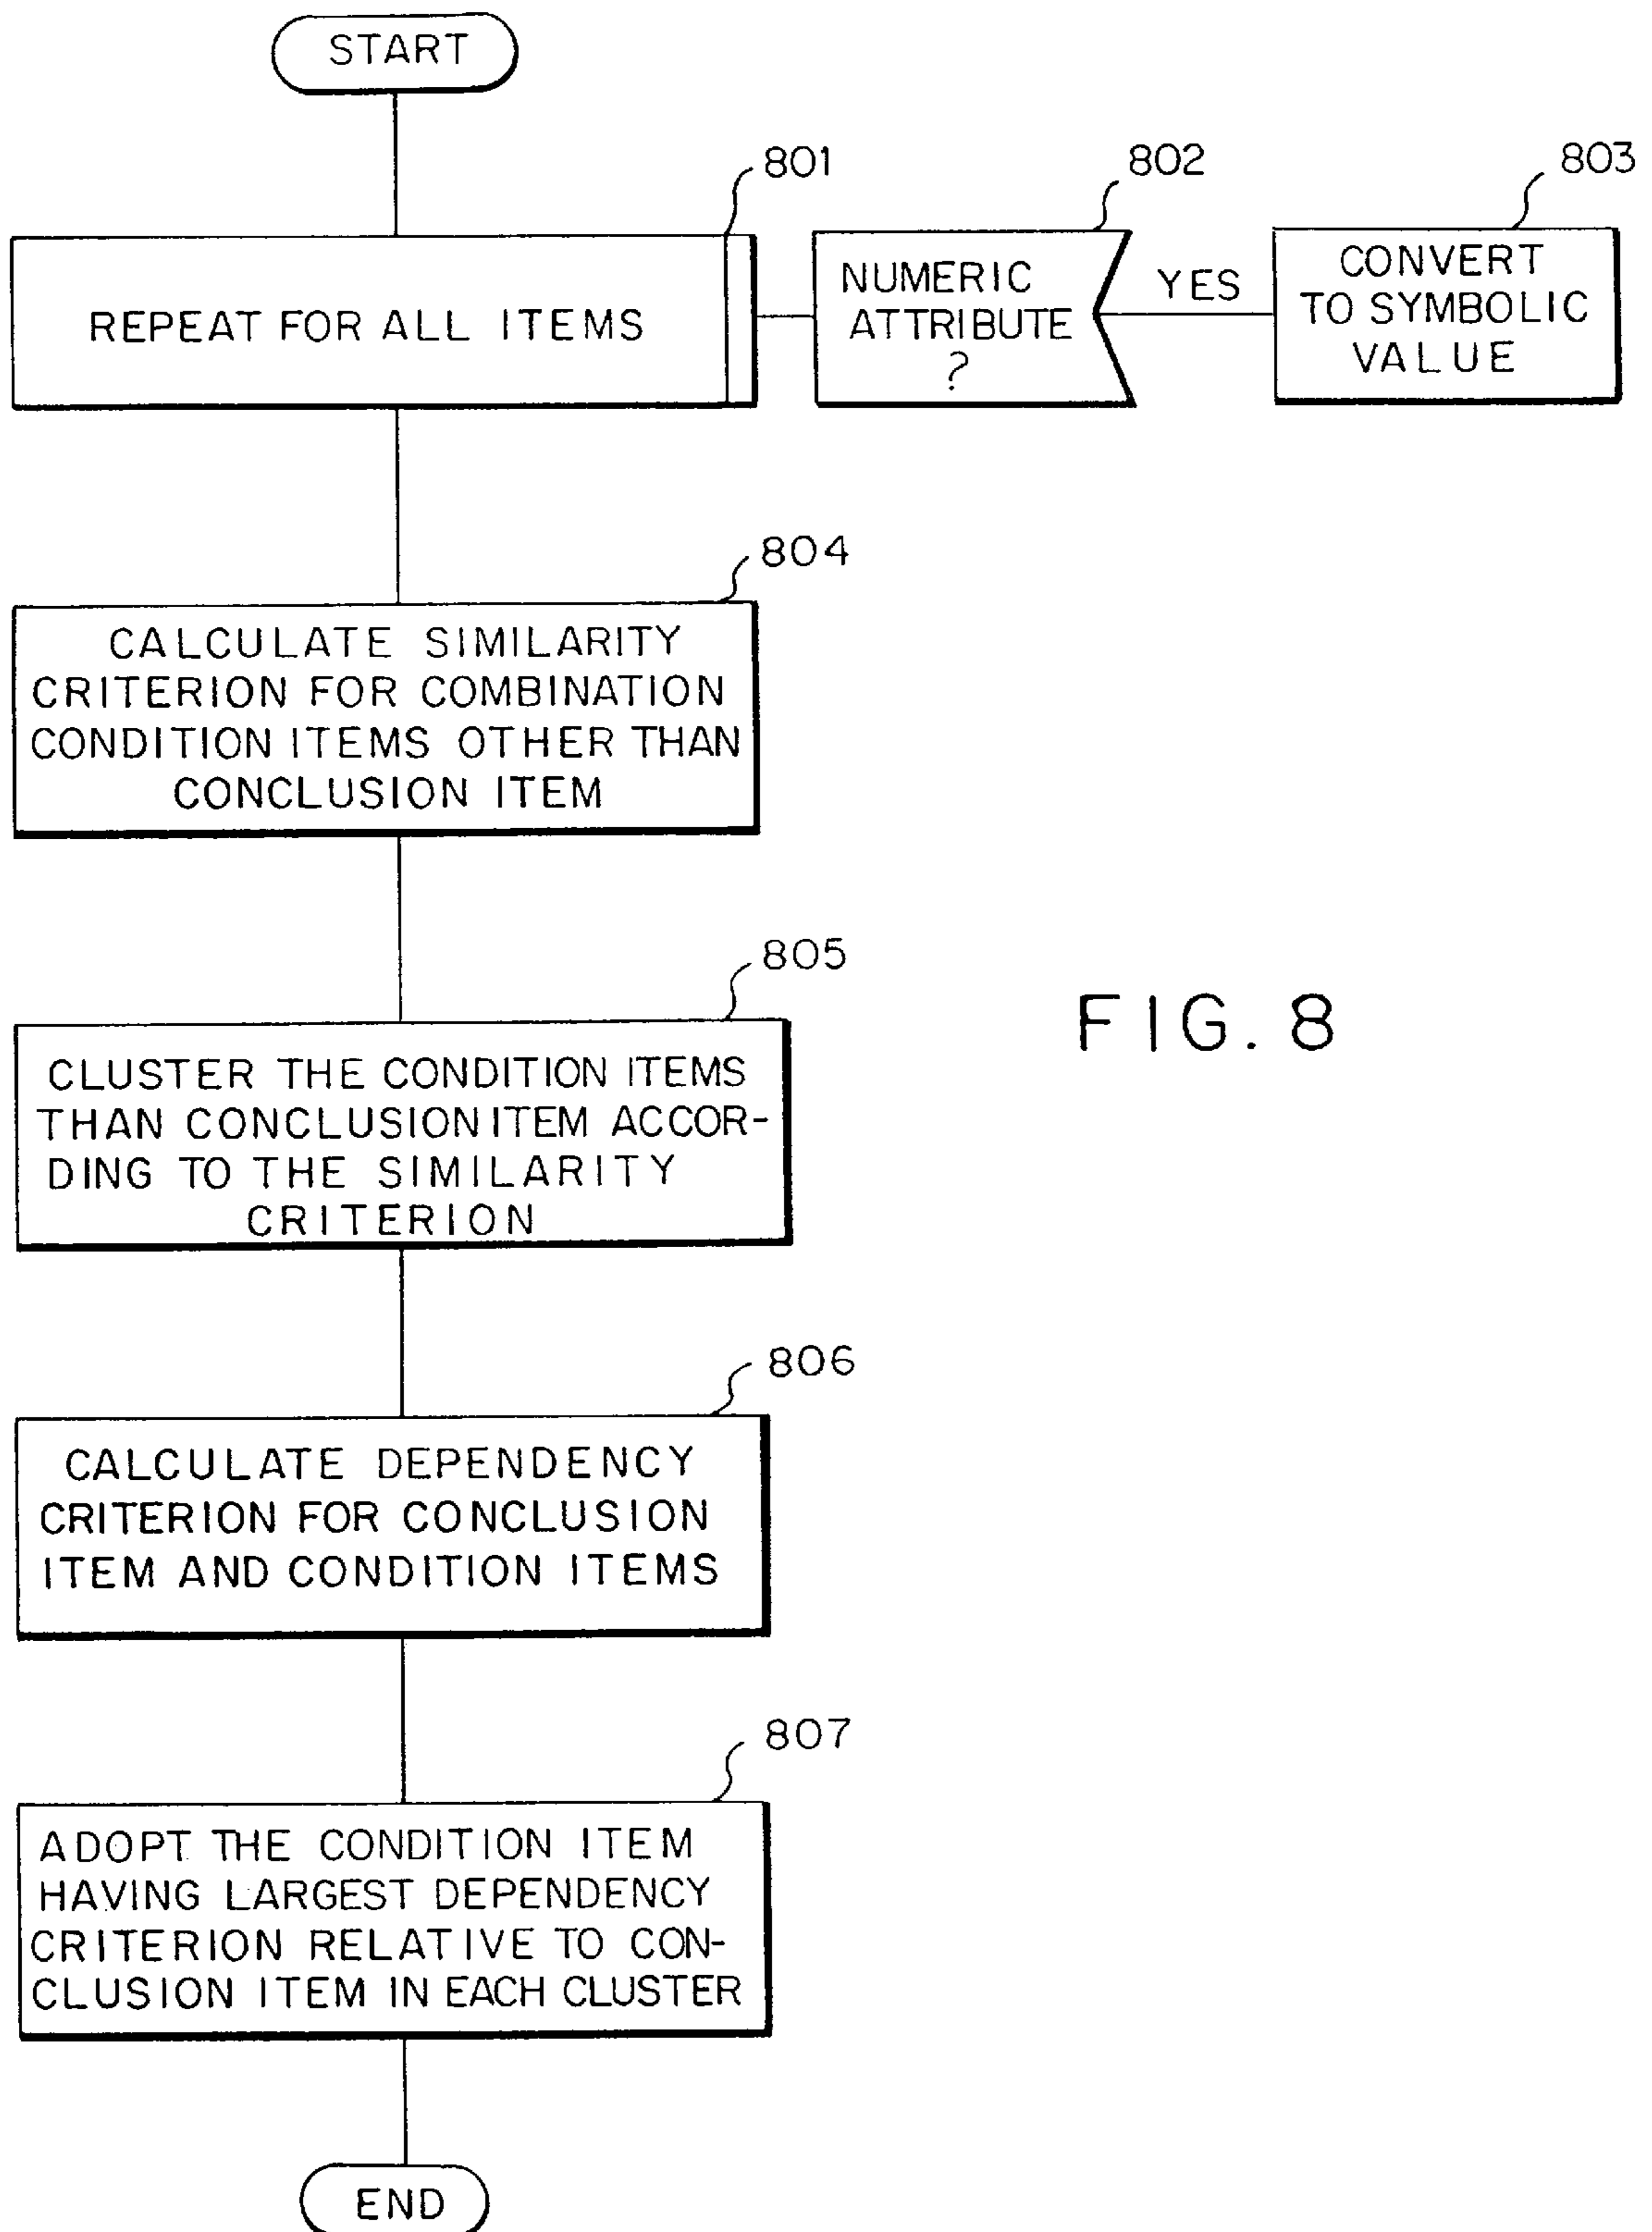 START
801
802
803
REPEAT FOR ALL ITEMS
NUMERIC
ATTRIBUTE
?
YES
CONVERT
TO SYMBOLIC
VALUE
804
CALCULATE SIMILARITY
CRITERION FOR COMBINATION
CONDITION ITEMS OTHER THAN
CONCLUSION ITEM
805
CLUSTER THE CONDITION ITEMS
THAN CONCLUSION ITEM ACCOR-
DING TO THE SIMILARITY
CRITERION
FIG. 8
806
CALCULATE DEPENDENCY
CRITERION FOR CONCLUSION
ITEM AND CONDITION ITEMS
807
ADOPT THE CONDITION ITEM
HAVING LARGEST DEPENDENCY
CRITERION RELATIVE TO CON-
CLUSION ITEM IN EACH CLUSTER
END